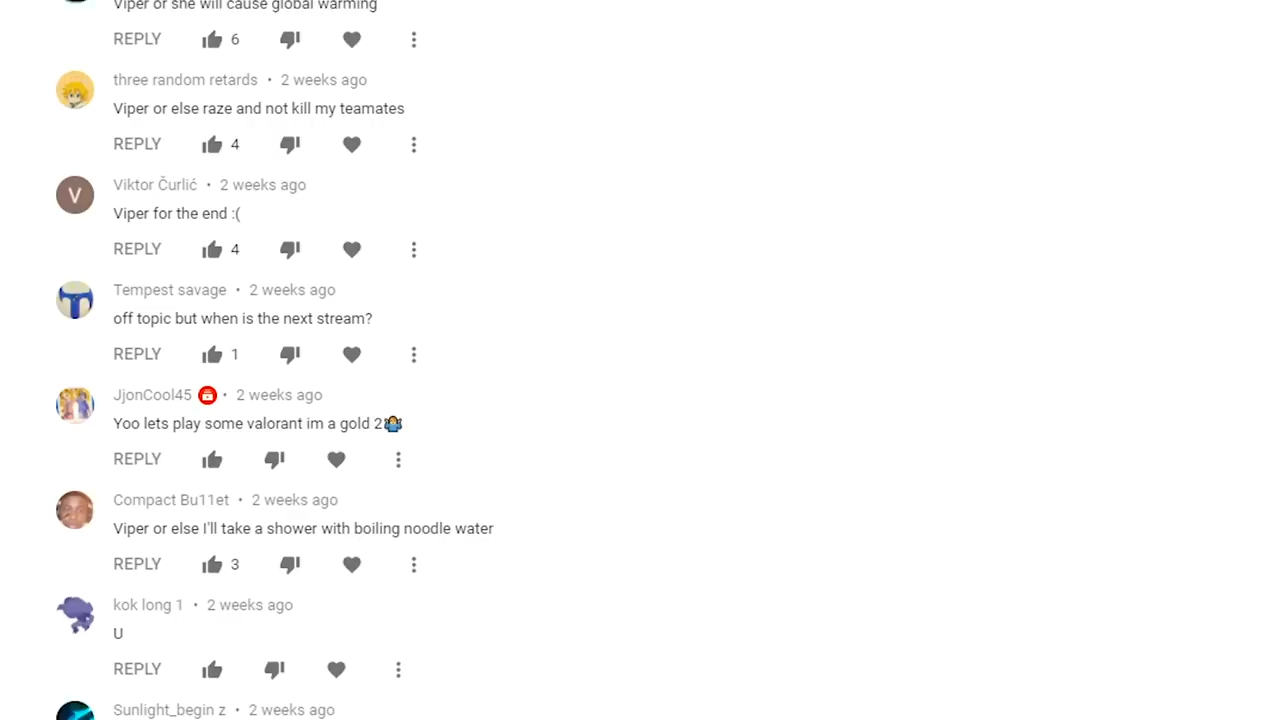 Viper or she will cause global warming
REPLY 6
three random retards • 2 weeks ago
Viper or else raze and not kill my teamates
REPLY 4
V
Viktor Čurlić • 2 weeks ago
Viper for the end :(
REPLY 4
Tempest savage • 2 weeks ago
off topic but when is the next stream?
REPLY 1
JjonCool45 • 2 weeks ago
Yoo lets play some valorant im a gold 2🤷
REPLY
Compact Bu11et • 2 weeks ago
Viper or else I'll take a shower with boiling noodle water
REPLY 3
kok long 1 • 2 weeks ago
U
REPLY
Sunlight_begin z • 2 weeks ago